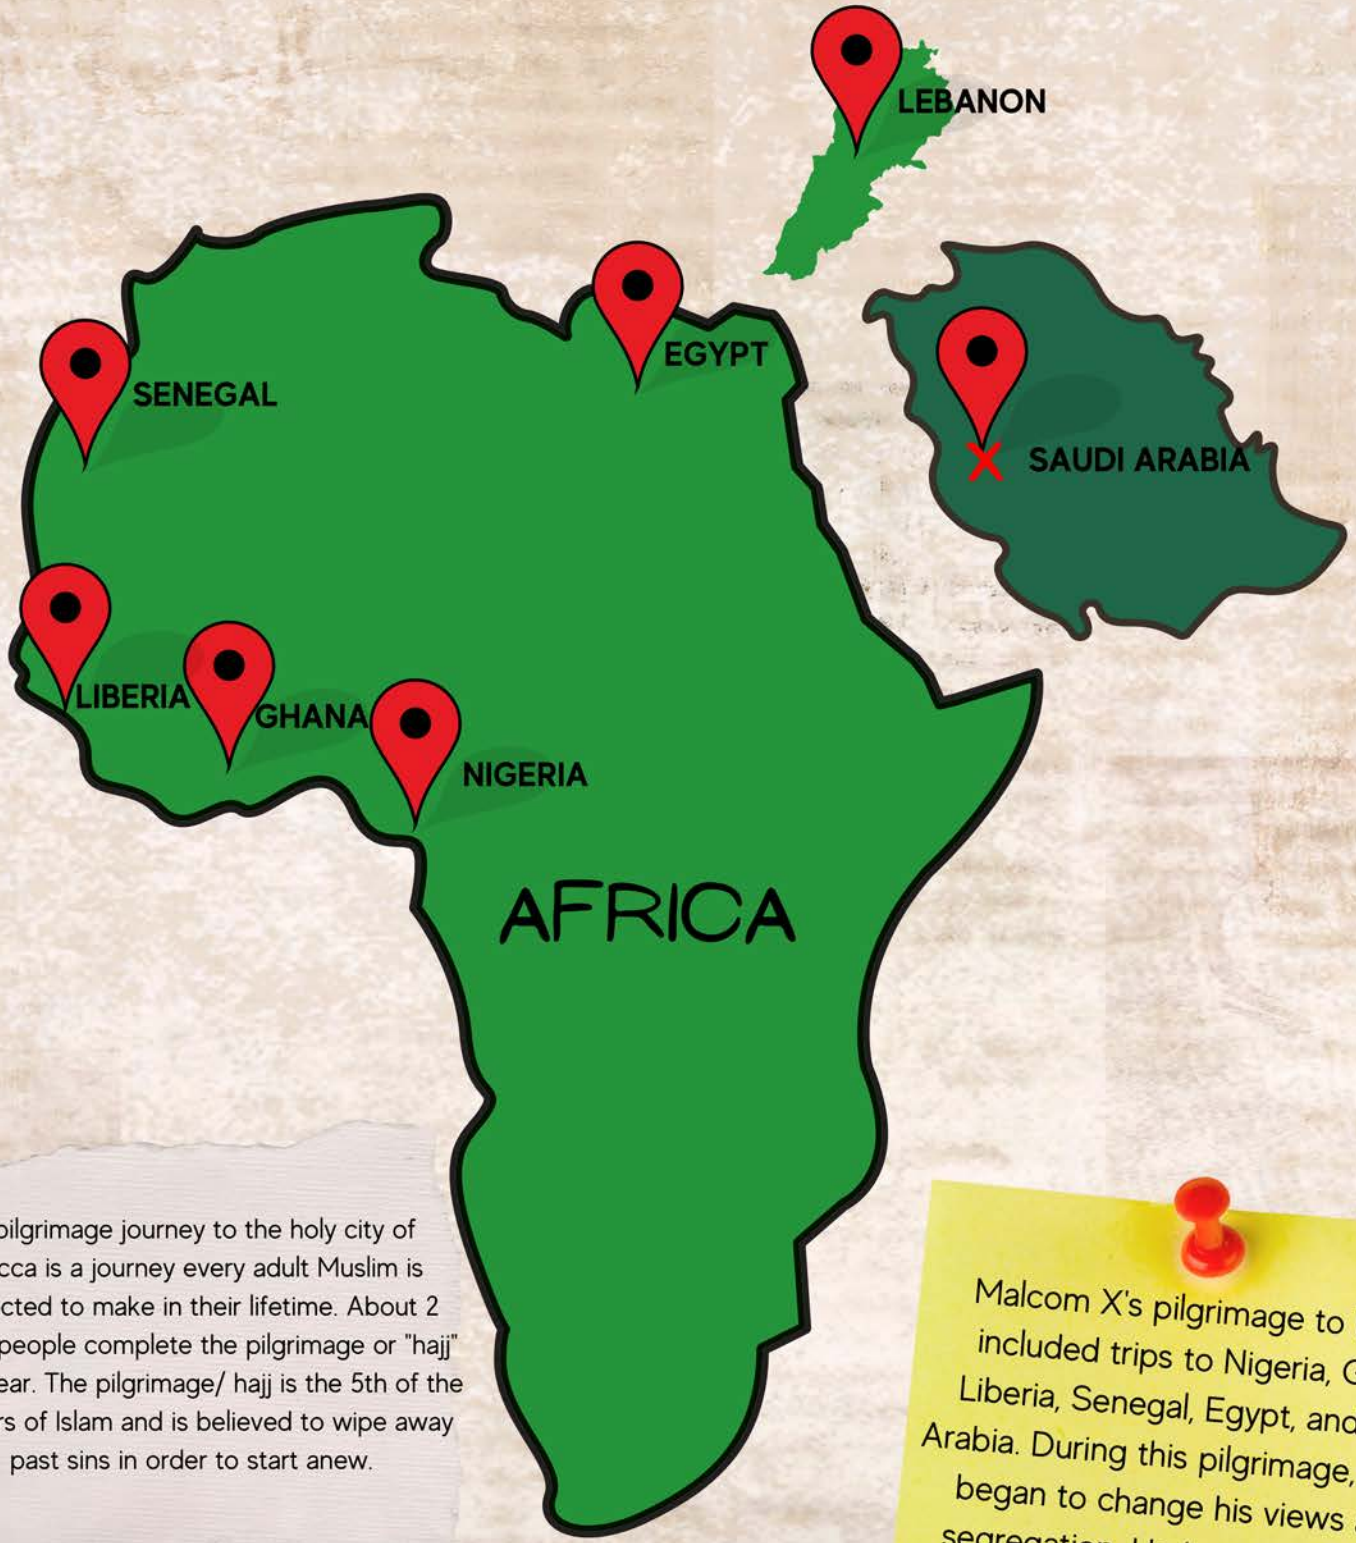 LEBANON
EGYPT
SENEGAL
X
SAUDI ARABIA
LIBERIA
GHANA
NIGERIA
AFRICA
pilgrimage journey to the holy city of
cca is a journey every adult Muslim is
cted to make in their lifetime. About 2
people complete the pilgrimage or "hajj"
ear. The pilgrimage/ hajj is the 5th of the
rs of Islam and is believed to wipe away
past sins in order to start anew.
Malcom X's pilgrimage to
included trips to Nigeria, G
Liberia, Senegal, Egypt, and
Arabia. During this pilgrimage,
began to change his views